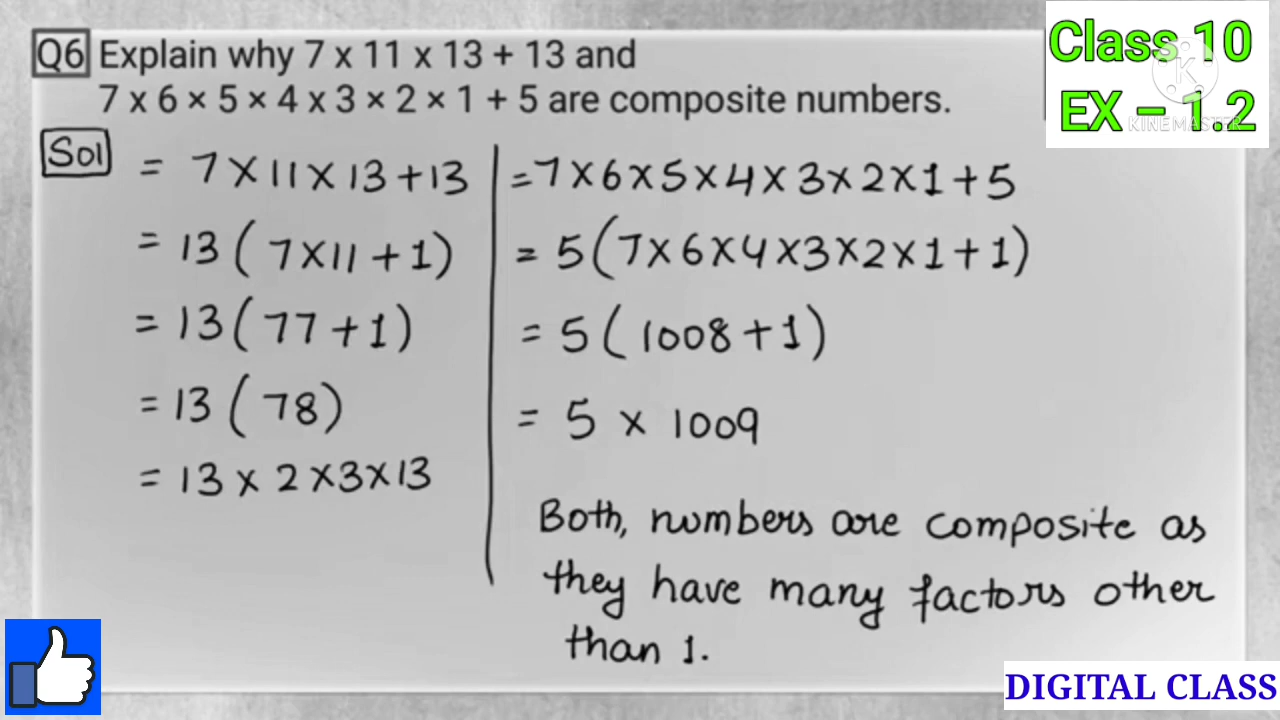 Q6 Explain why 7 x 11 x 13 + 13 and
7 x 6 × 5 × 4 x 3 × 2 × 1 + 5 are composite numbers.
Class 10
EX – 1.2
KINEMASTER
Sol
= 7 × 11 × 13 + 13
= 13 ( 7 × 11 + 1 )
= 13 ( 77 + 1 )
= 13 ( 78 )
= 13 × 2 × 3 × 13
= 7 × 6 × 5 × 4 × 3 × 2 × 1 + 5
= 5 ( 7 × 6 × 4 × 3 × 2 × 1 + 1 )
= 5 ( 1008 + 1 )
= 5 × 1009
Both, numbers are composite as
they have many factors other
than 1.
DIGITAL CLASS